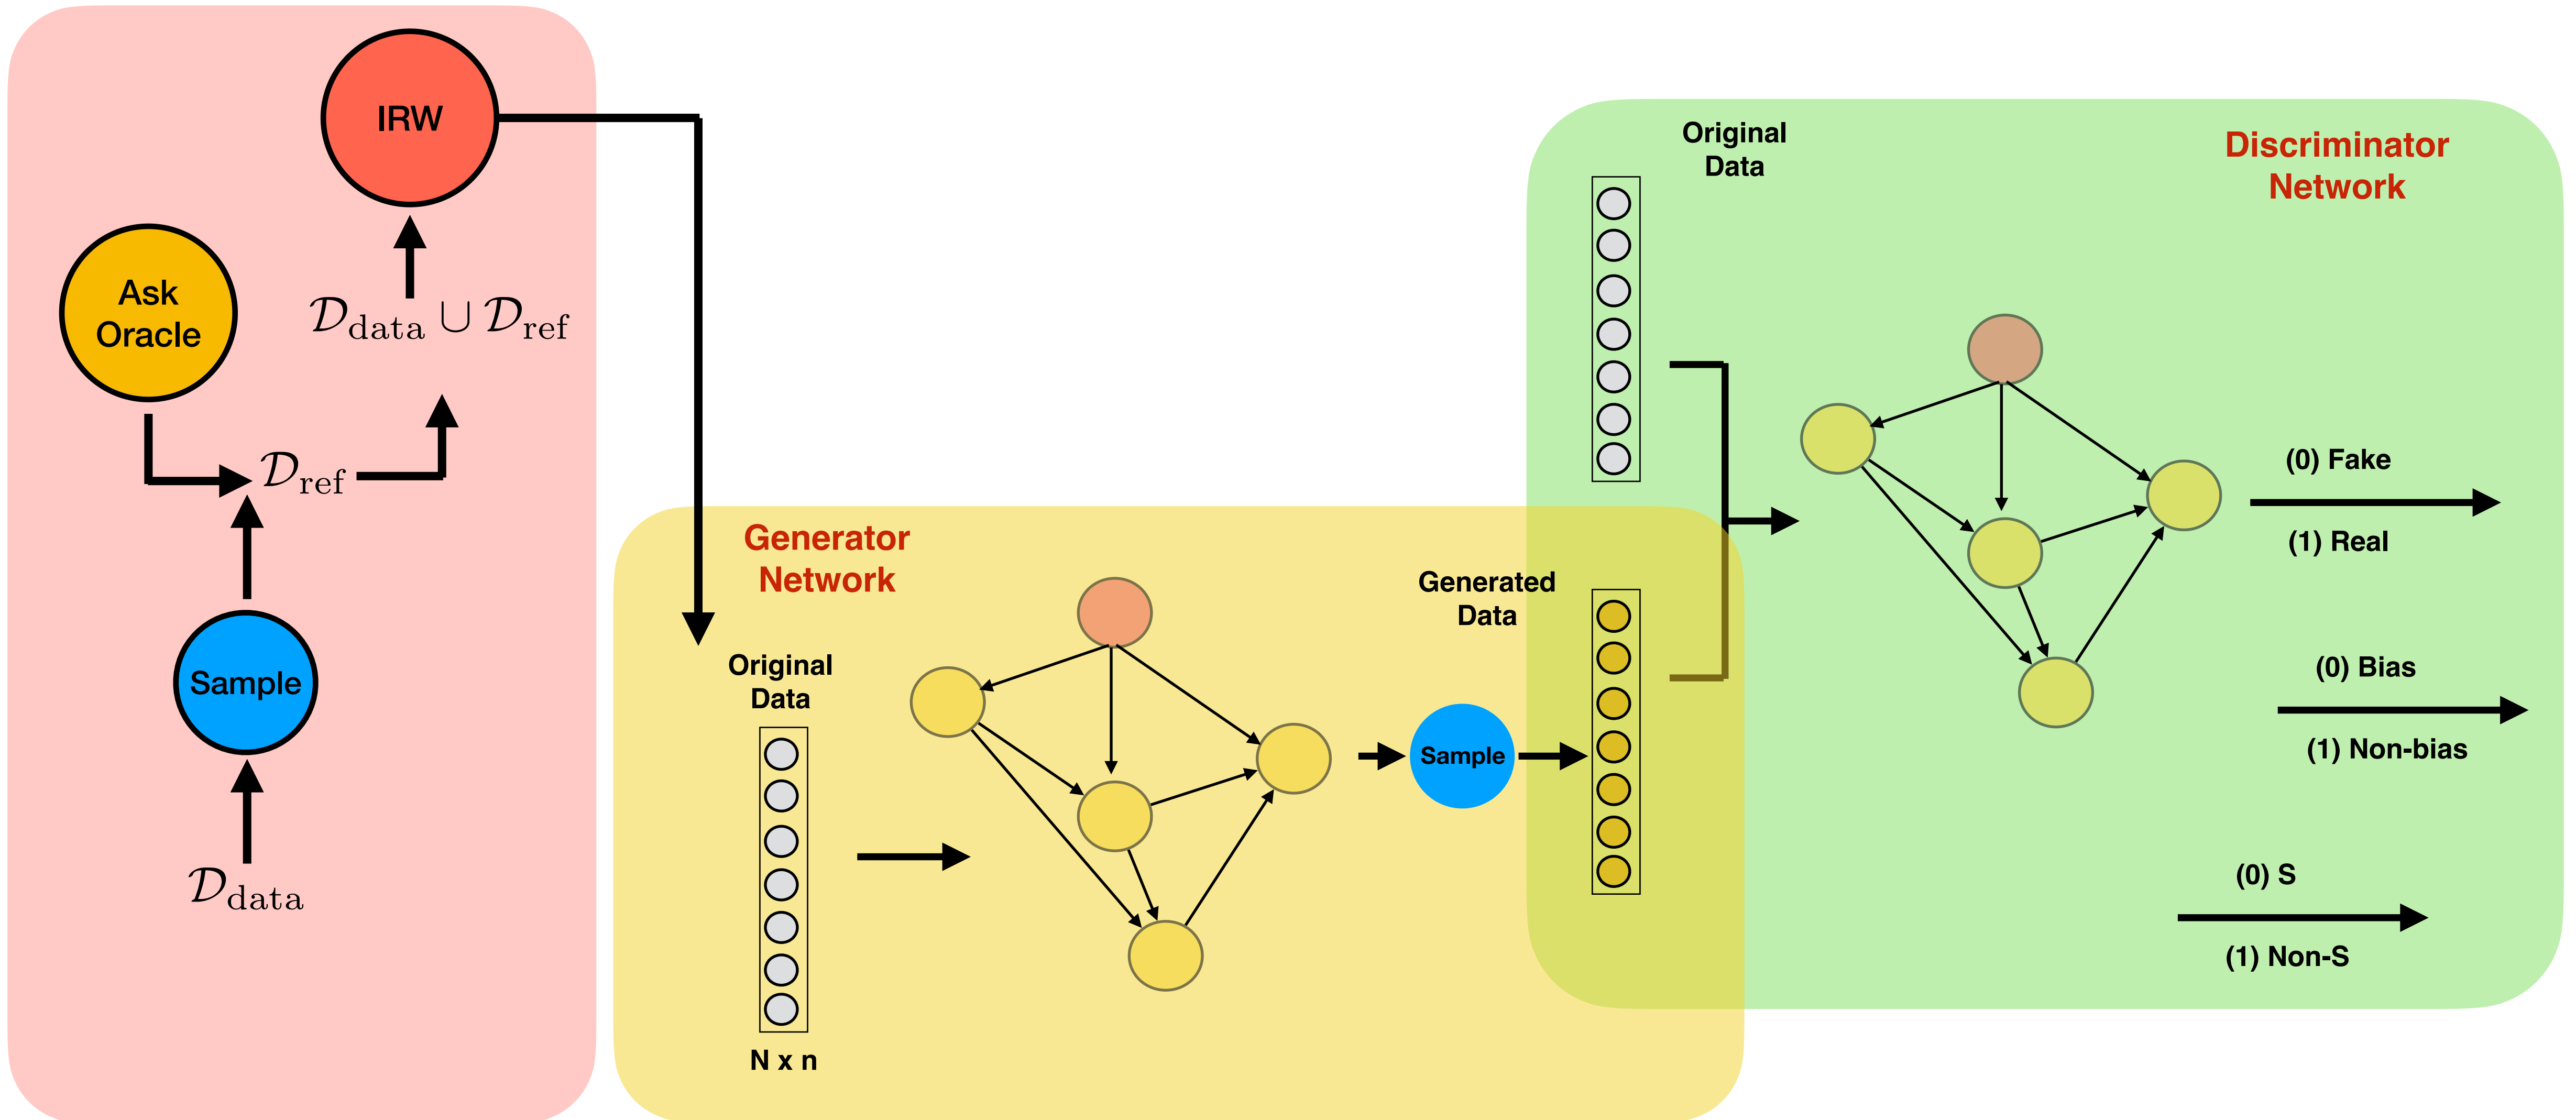 IRW
Ask
Oracle
𝒟data ∪ 𝒟ref
𝒟ref
Sample
𝒟data
Generator
Network
Original
Data
N x n
Sample
Generated
Data
Original
Data
Discriminator
Network
(0) Fake
(1) Real
(0) Bias
(1) Non-bias
(0) S
(1) Non-S